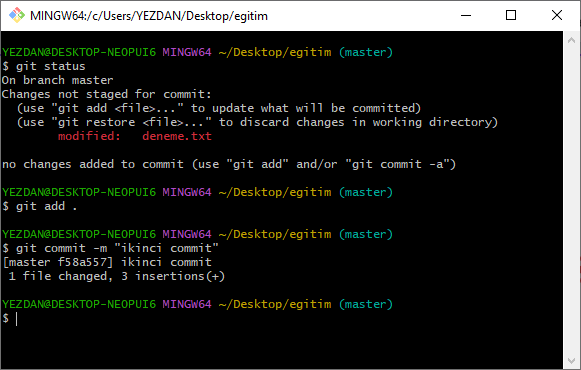 MINGW64:/c/Users/YEZDAN/Desktop/egitim
YEZDAN@DESKTOP-NEOPUI6 MINGW64 ~/Desktop/egitim (master)
$ git status
On branch master
Changes not staged for commit:
  (use "git add <file>..." to update what will be committed)
  (use "git restore <file>..." to discard changes in working directory)
        modified:   deneme.txt

no changes added to commit (use "git add" and/or "git commit -a")

YEZDAN@DESKTOP-NEOPUI6 MINGW64 ~/Desktop/egitim (master)
$ git add .

YEZDAN@DESKTOP-NEOPUI6 MINGW64 ~/Desktop/egitim (master)
$ git commit -m "ikinci commit"
[master f58a557] ikinci commit
 1 file changed, 3 insertions(+)

YEZDAN@DESKTOP-NEOPUI6 MINGW64 ~/Desktop/egitim (master)
$